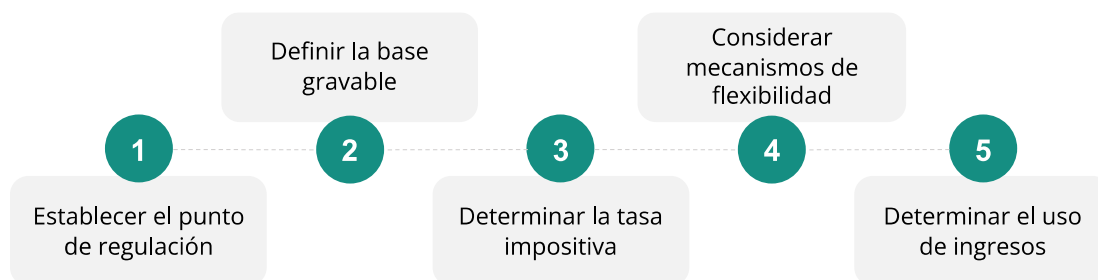 1
Establecer el punto
de regulación
2
Definir la base
gravable
3
Determinar la tasa
impositiva
4
Considerar
mecanismos de
flexibilidad
5
Determinar el uso
de ingresos